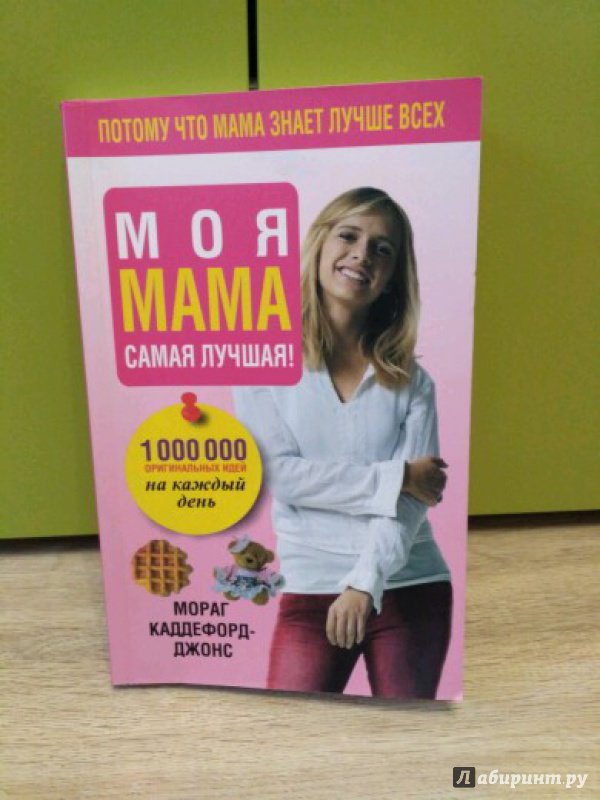 ПОТОМУ ЧТО МАМА ЗНАЕТ ЛУЧШЕ ВСЕХ
МОЯ
МАМА
САМАЯ ЛУЧШАЯ!
1 000 000
ОРИГИНАЛЬНЫХ ИДЕЙ
на каждый
день
МОРАГ
КАДДЕФОРД-
ДЖОНС
Лабиринт.ру